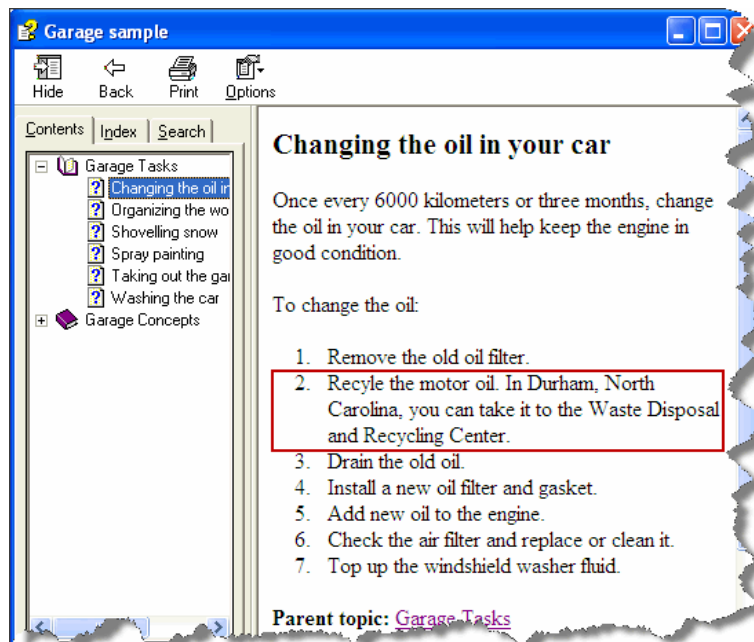 Garage sample
Hide Back Print Options
Contents Index Search
Garage Tasks
Changing the oil in
Organizing the wo
Shovelling snow
Spray painting
Taking out the gar
Washing the car
Garage Concepts
Changing the oil in your car
Once every 6000 kilometers or three months, change
the oil in your car. This will help keep the engine in
good condition.
To change the oil:
1. Remove the old oil filter.
2. Recyle the motor oil. In Durham, North
Carolina, you can take it to the Waste Disposal
and Recycling Center.
3. Drain the old oil.
4. Install a new oil filter and gasket.
5. Add new oil to the engine.
6. Check the air filter and replace or clean it.
7. Top up the windshield washer fluid.
Parent topic: Garage Tasks